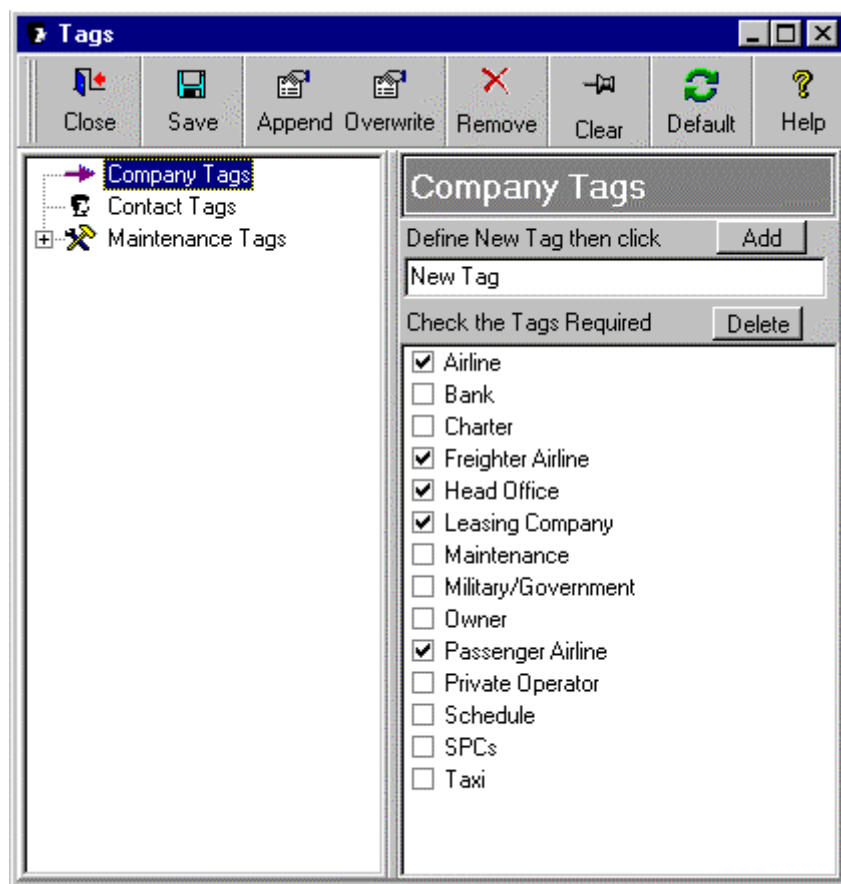 Tags
Close Save Append Overwrite Remove Clear Default Help
Company Tags
Contact Tags
Maintenance Tags
Company Tags
Define New Tag then click Add
New Tag
Check the Tags Required Delete
Airline
Bank
Charter
Freighter Airline
Head Office
Leasing Company
Maintenance
Military/Government
Owner
Passenger Airline
Private Operator
Schedule
SPCs
Taxi